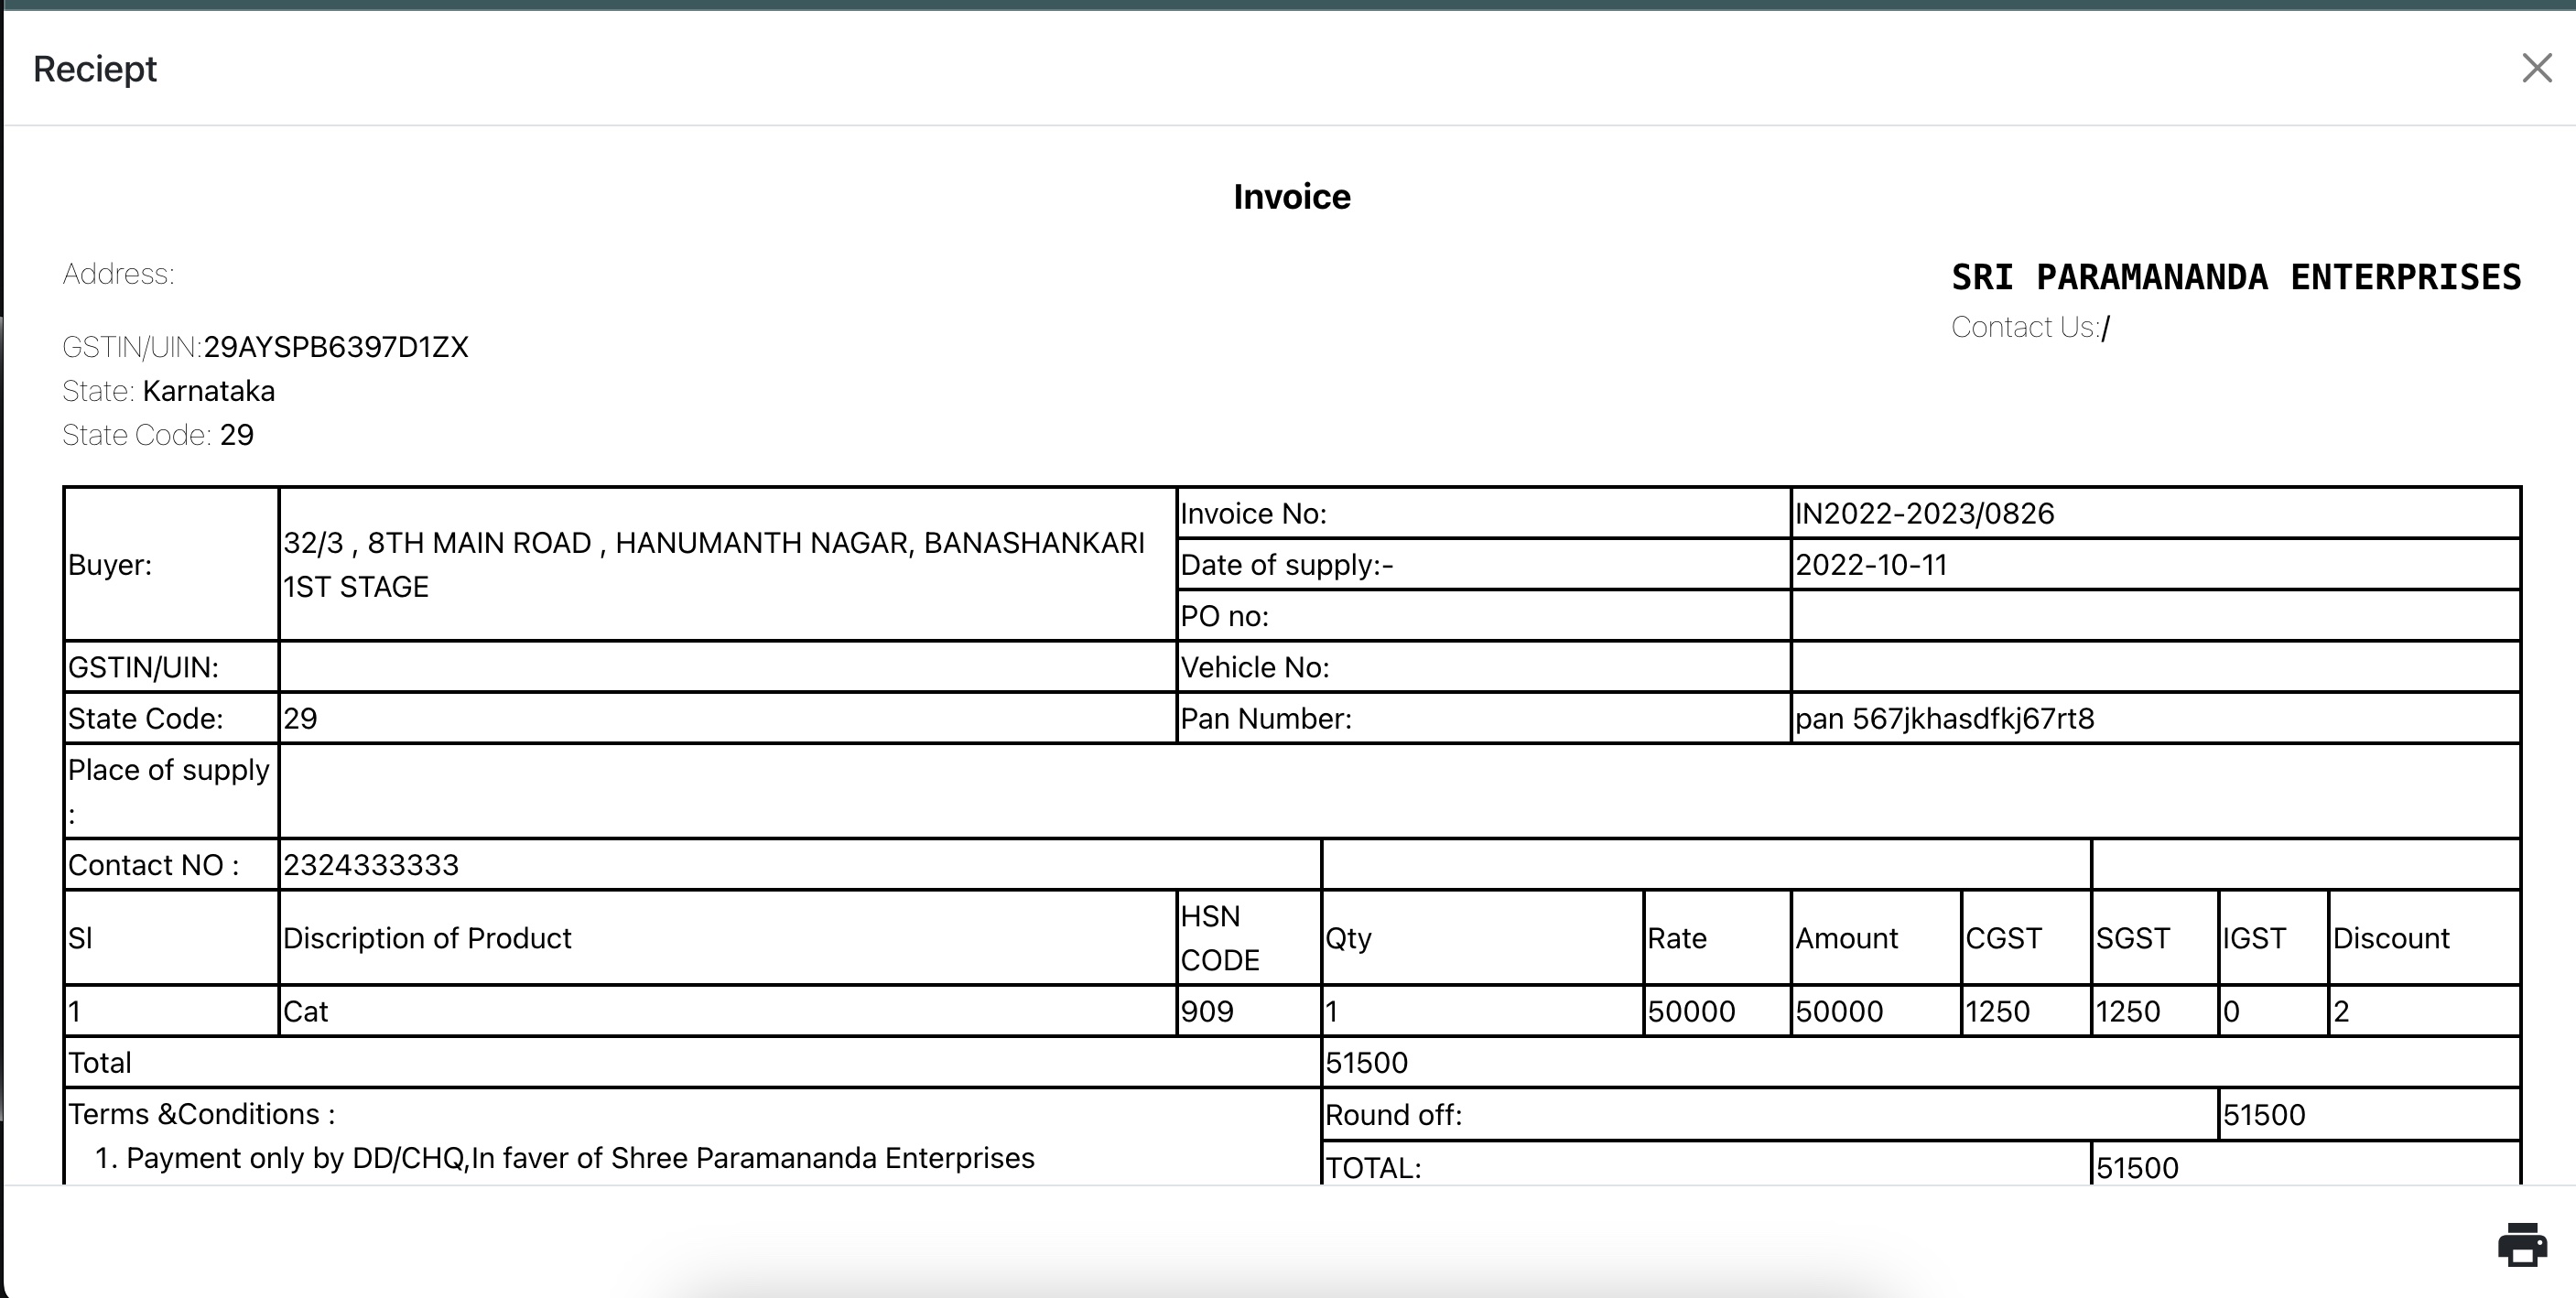 Reciept
Invoice
Address:
SRI PARAMANANDA ENTERPRISES
Contact Us:/
GSTIN/UIN:29AYSPB6397D1ZX
State: Karnataka
State Code: 29
Buyer:
32/3 , 8TH MAIN ROAD , HANUMANTH NAGAR, BANASHANKARI
1ST STAGE
Invoice No: IN2022-2023/0826
Date of supply:- 2022-10-11
PO no:
GSTIN/UIN: Vehicle No:
State Code: 29 Pan Number: pan 567jkhasdfkj67rt8
Place of supply
:
Contact NO : 2324333333
Sl Discription of Product HSN CODE Qty Rate Amount CGST SGST IGST Discount
1 Cat 909 1 50000 50000 1250 1250 0 2
Total 51500
Terms &Conditions :
Round off: 51500
1. Payment only by DD/CHQ,In faver of Shree Paramananda Enterprises
TOTAL: 51500